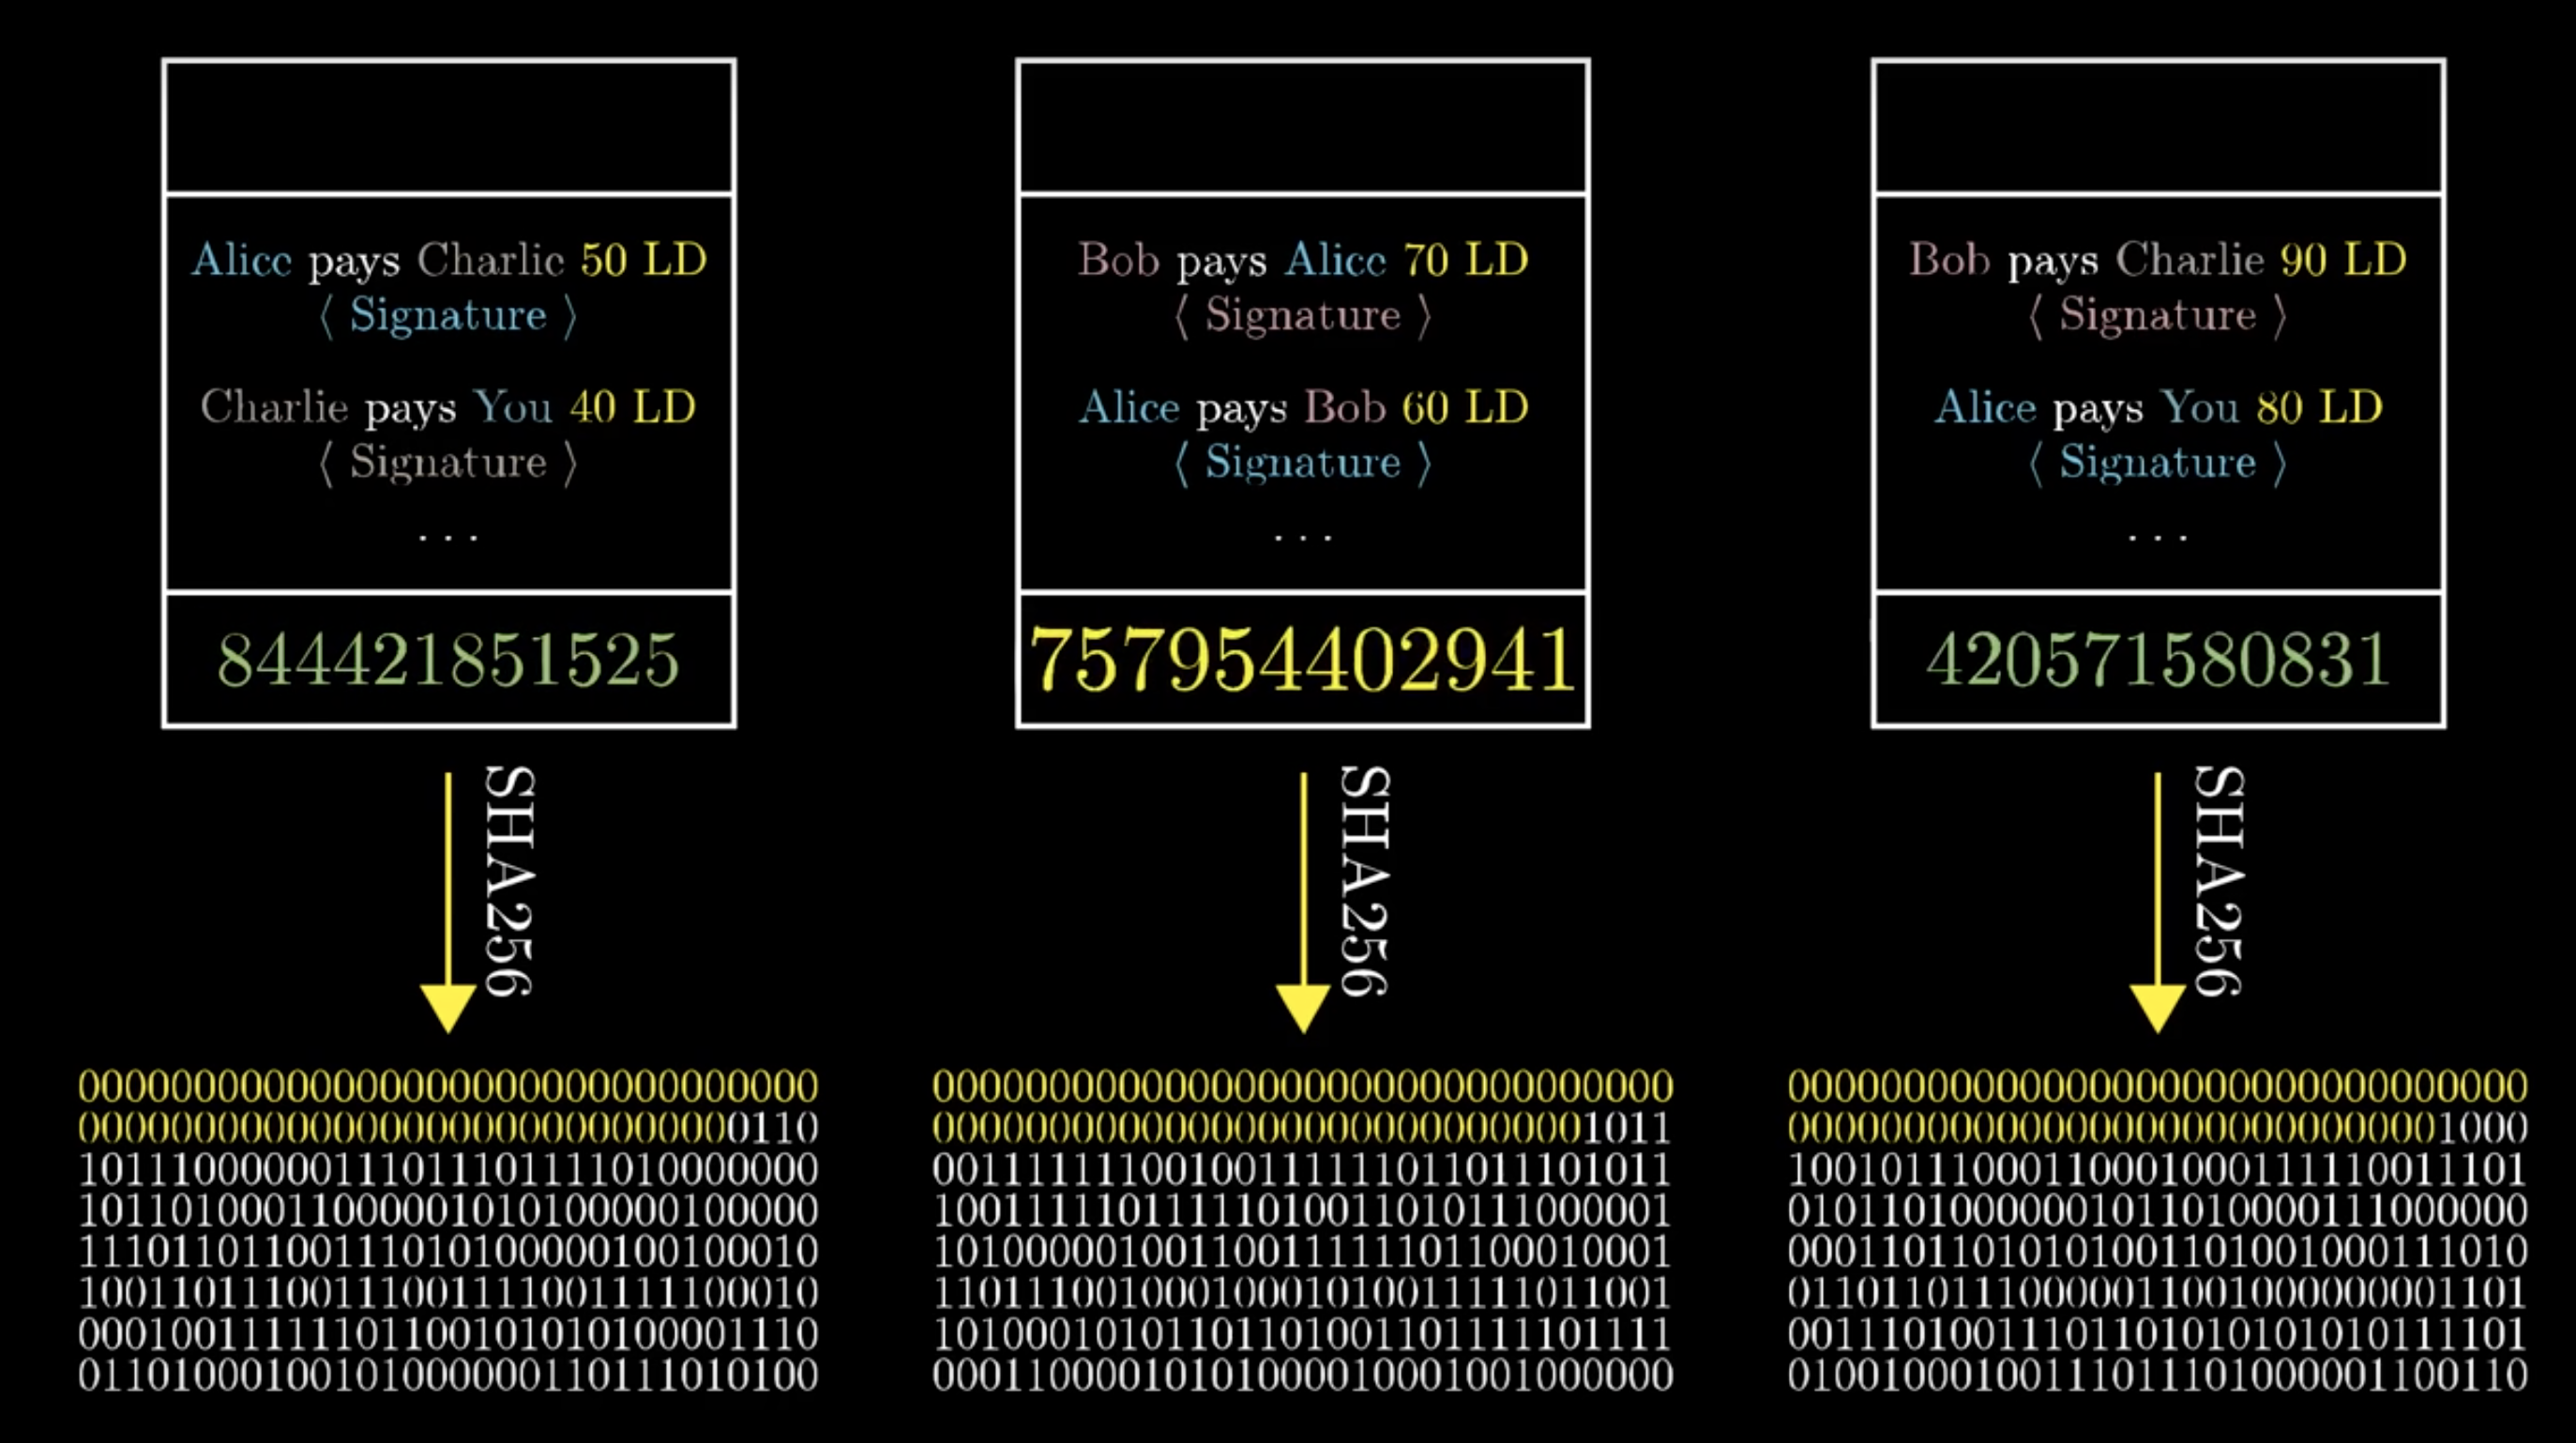 Alice pays Charlie 50 LD
⟨ Signature ⟩
Charlie pays You 40 LD
⟨ Signature ⟩
...
844421851525
SHA256
00000000000000000000000000000000
00000000000000000000000000000110
10111000000111011101111010000000
10110100011000001010100000100000
11101101100111010100000100100010
10011011100111001111001111100010
00010011111101100101010100001110
01101000100101000000110111010100
Bob pays Alice 70 LD
⟨ Signature ⟩
Alice pays Bob 60 LD
⟨ Signature ⟩
...
757954402941
SHA256
00000000000000000000000000000000
00000000000000000000000000001011
00111111100100111111011011101011
10011111011111010011010111000001
10100000100110011111101100010001
11011100100010001010011111011001
10100010101101101001101111101111
00011000010101000010001001000000
Bob pays Charlie 90 LD
⟨ Signature ⟩
Alice pays You 80 LD
⟨ Signature ⟩
...
420571580831
SHA256
00000000000000000000000000000000
00000000000000000000000000001000
10010111000110001000111110011101
01011010000001011010000111000000
00011011010101001101001000111010
01101101110000011001000000001101
00111010011101101010101010111101
01001000100111011101000001100110